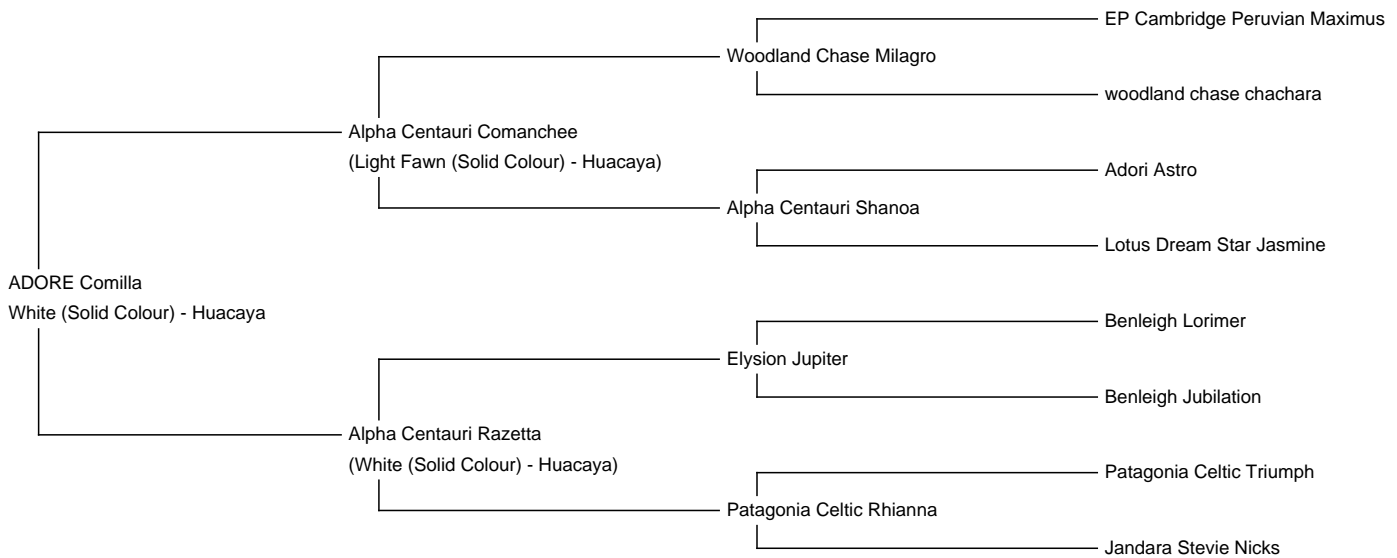 EP Cambridge Peruvian Maximus
Woodland Chase Milagro
woodland chase chachara
Alpha Centauri Comanchee
(Light Fawn (Solid Colour) - Huacaya)
Adori Astro
Alpha Centauri Shanoa
Lotus Dream Star Jasmine
ADORE Comilla
White (Solid Colour) - Huacaya
Benleigh Lorimer
Elysion Jupiter
Benleigh Jubilation
Alpha Centauri Razetta
(White (Solid Colour) - Huacaya)
Patagonia Celtic Triumph
Patagonia Celtic Rhianna
Jandara Stevie Nicks